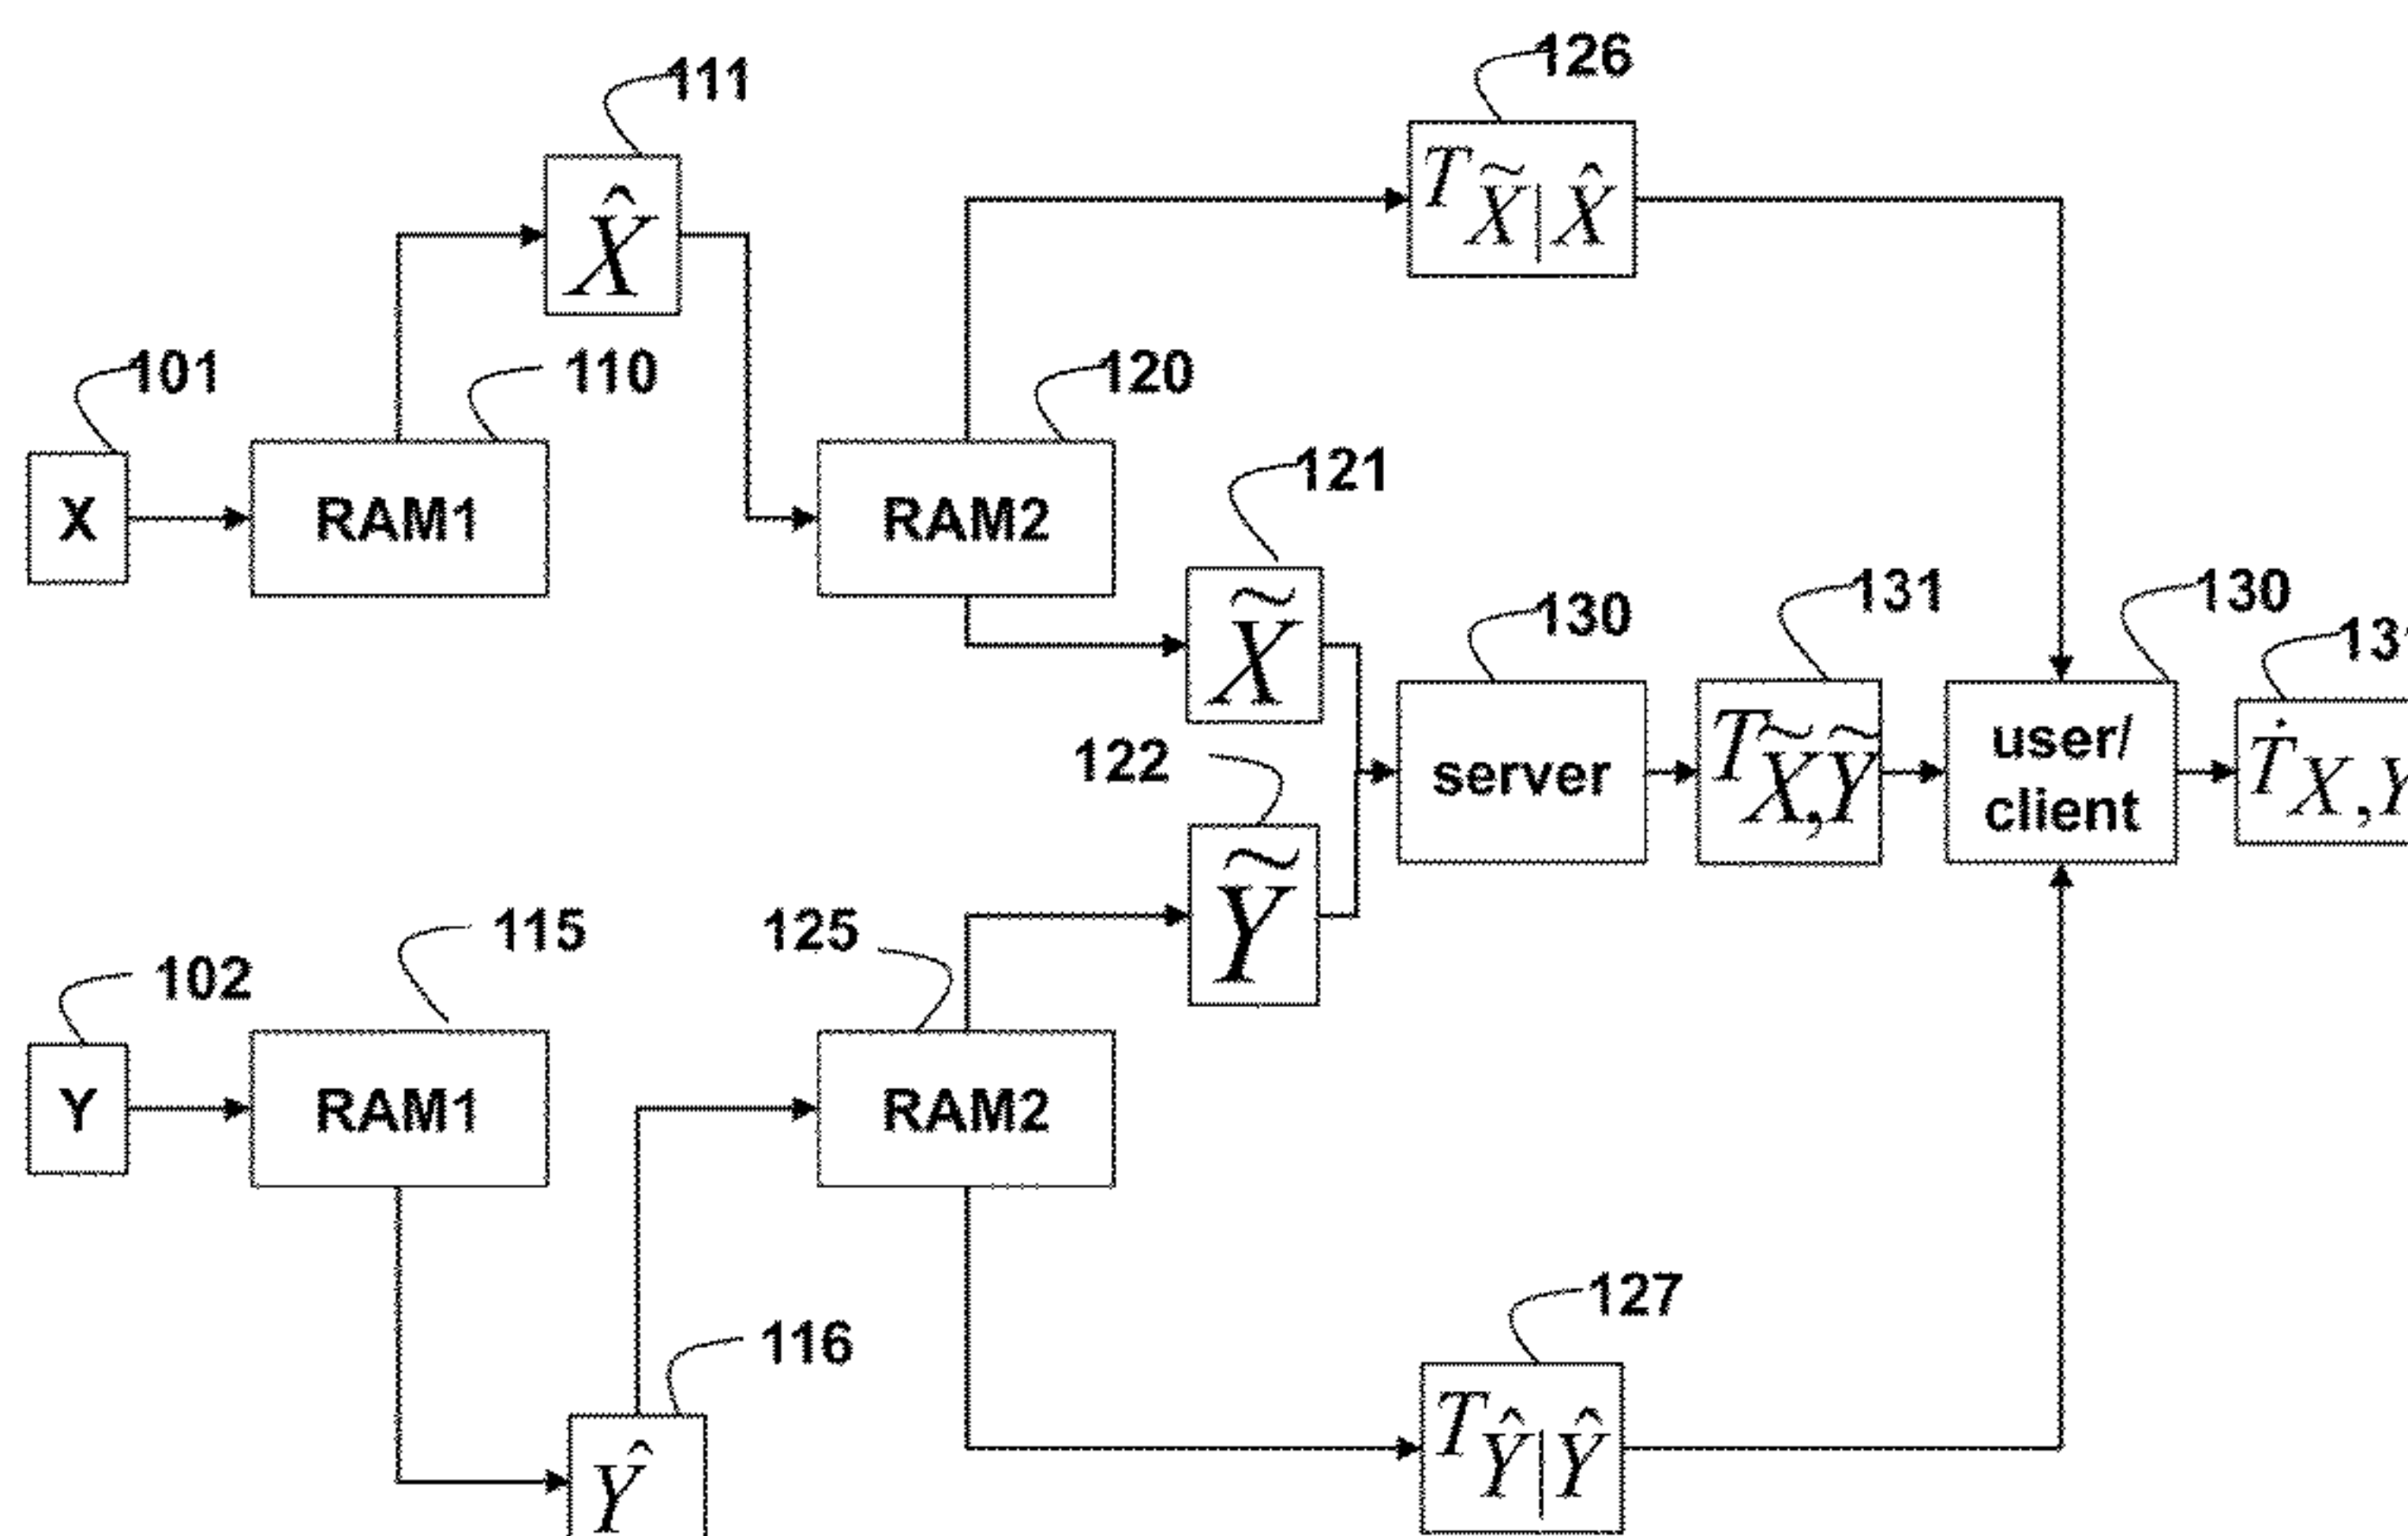 126
111
T X̃|X̂
X̂
101
110
120
121
X
RAM1
RAM2
X̃
130
131
130
13
122
server
T X̃,Ỹ
user/
client
Ṫ X,Y
Ỹ
102
115
125
Y
RAM1
RAM2
127
116
T Ŷ|Ŷ
Ŷ